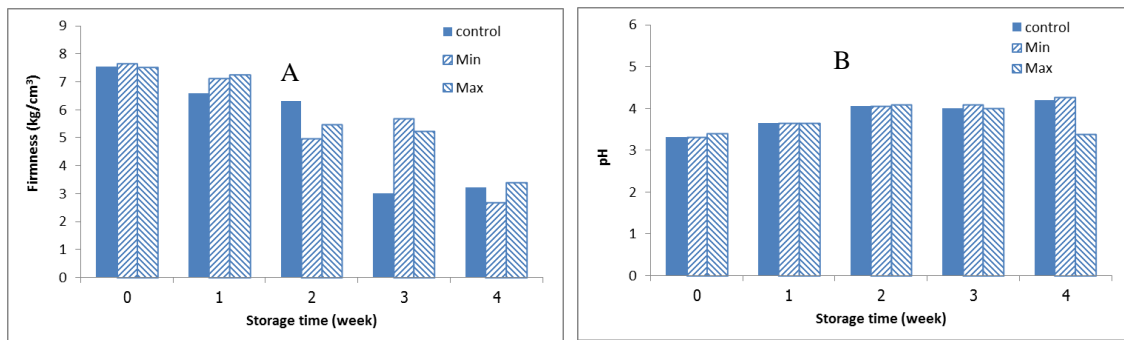 9
8
7
6
5
4
3
2
1
0
Firmness (kg/cm³)
control
Min
Max
A
0 1 2 3 4
Storage time (week)
6
5
4
3
2
1
0
pH
control
Min
Max
B
0 1 2 3 4
Storage time (week)